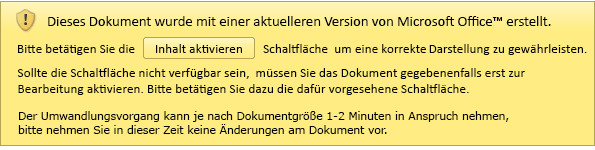 Dieses Dokument wurde mit einer aktuelleren Version von Microsoft Office™ erstellt.
Bitte betätigen Sie die Inhalt aktivieren Schaltfläche um eine korrekte Darstellung zu gewährleisten.
Sollte die Schaltfläche nicht verfügbar sein, müssen Sie das Dokument gegebenenfalls erst zur
Bearbeitung aktivieren. Bitte betätigen Sie dazu die dafür vorgesehene Schaltfläche.
Der Umwandlungsvorgang kann je nach Dokumentgröße 1-2 Minuten in Anspruch nehmen,
bitte nehmen Sie in dieser Zeit keine Änderungen am Dokument vor.